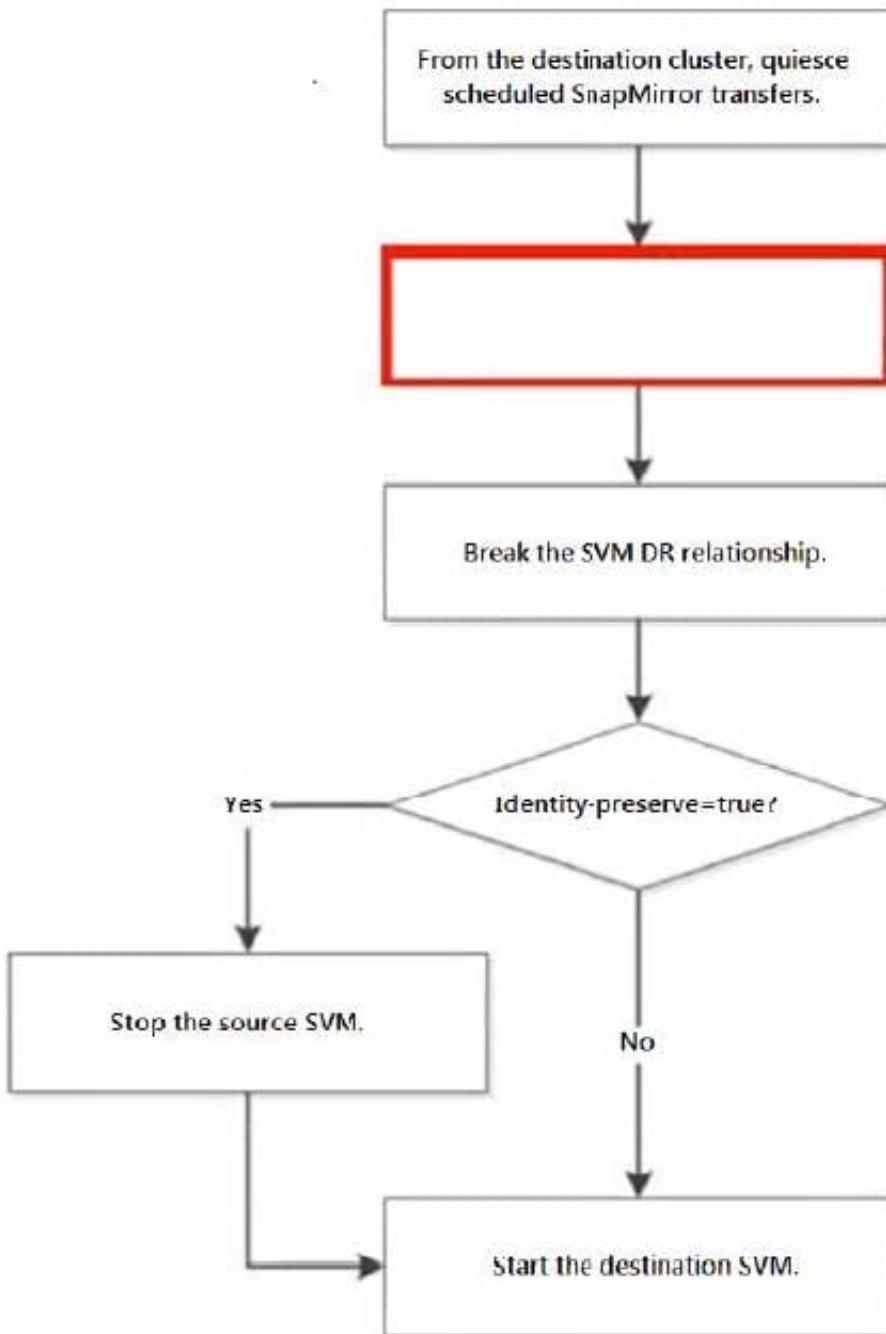 From the destination cluster, quiesce
scheduled SnapMirror transfers.
Break the SVM DR relationship.
Identity-preserve=true?
Yes
Stop the source SVM.
No
Start the destination SVM.